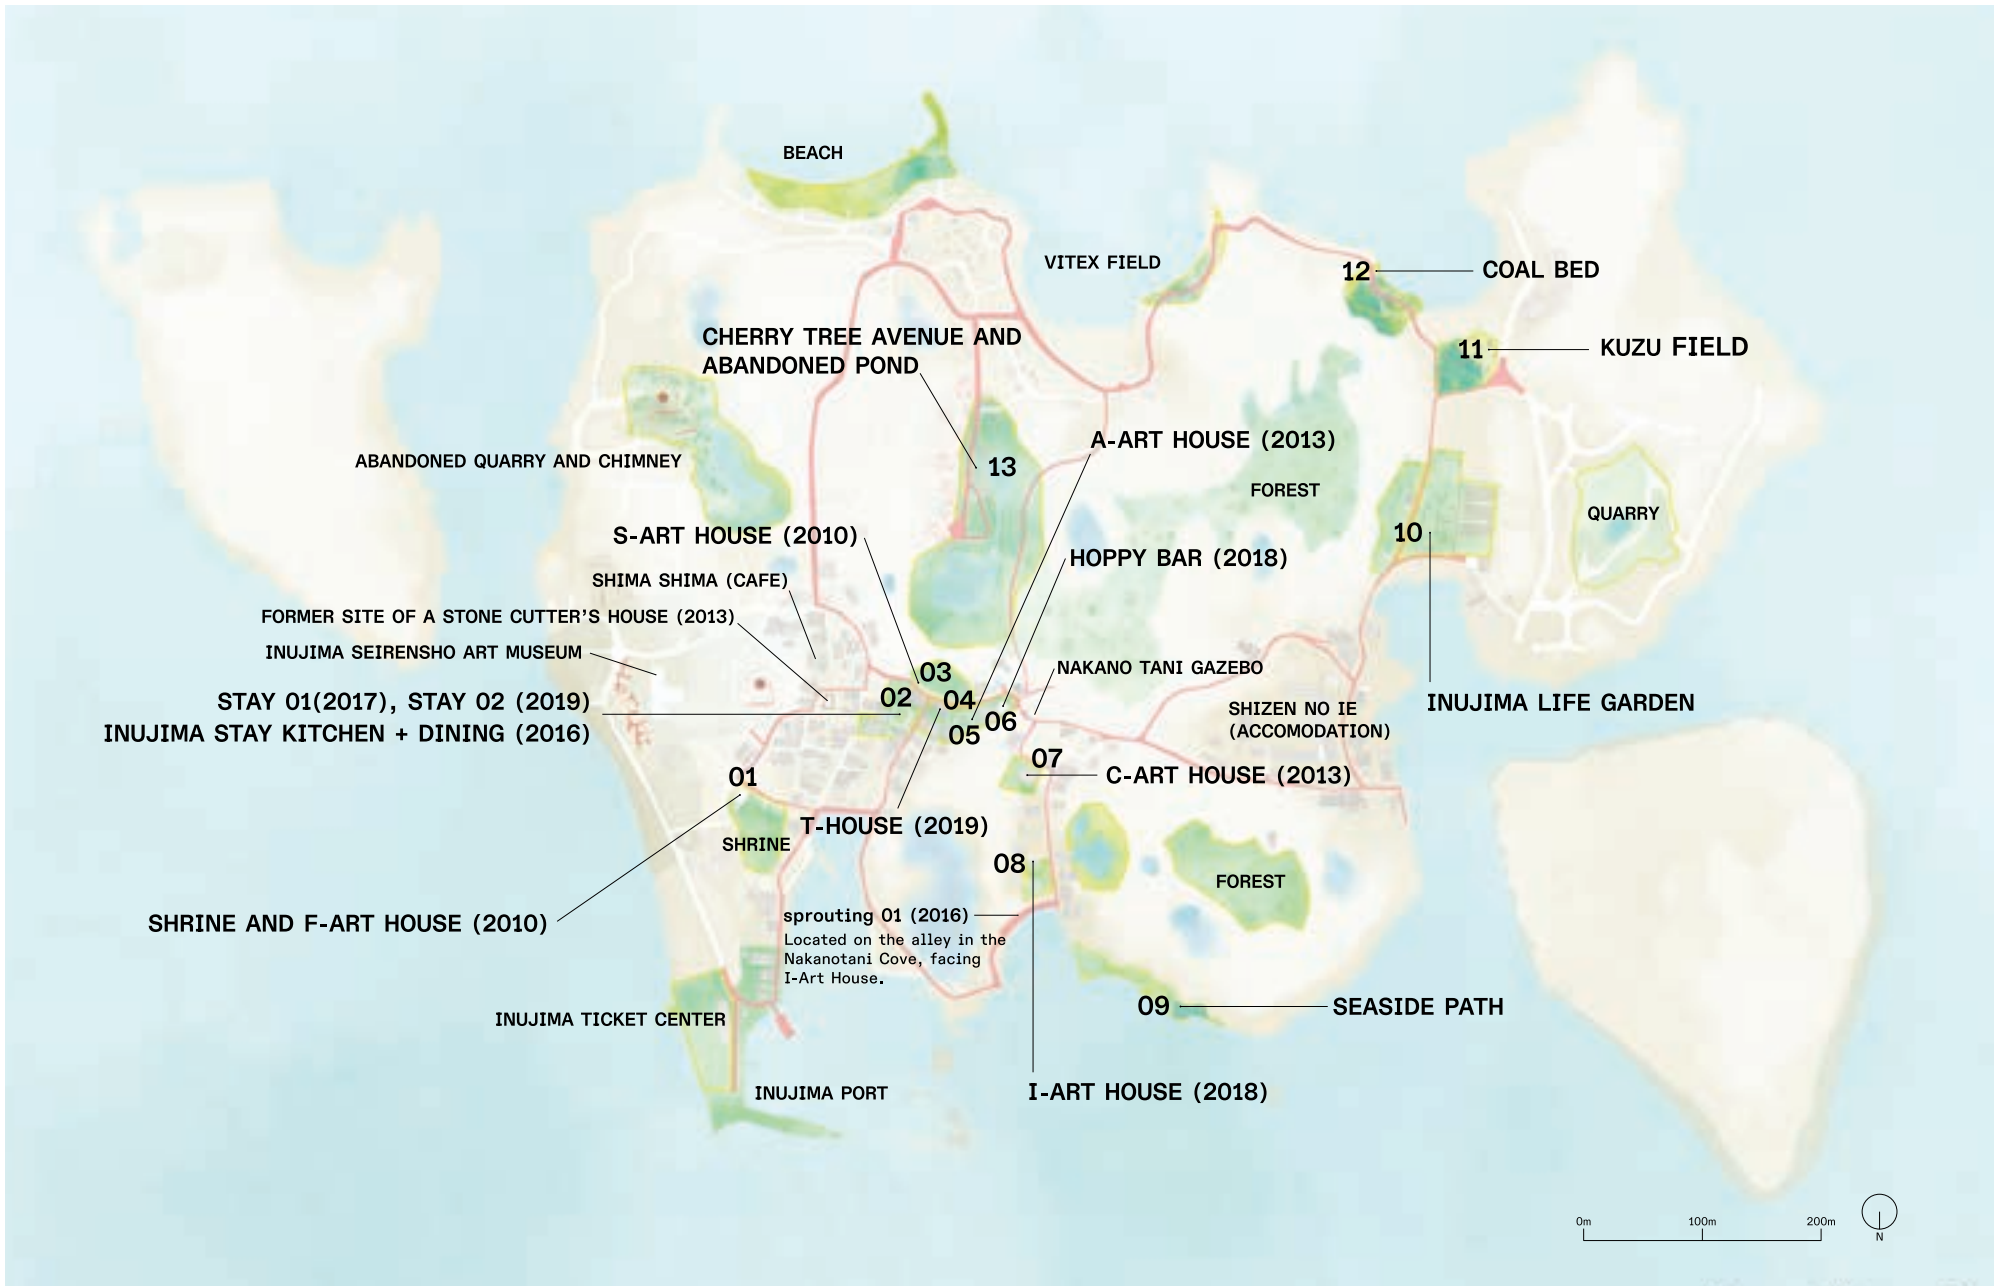 BEACH
VITEX FIELD
12
COAL BED
CHERRY TREE AVENUE AND
ABANDONED POND
11
KUZU FIELD
A-ART HOUSE (2013)
ABANDONED QUARRY AND CHIMNEY
13
FOREST
QUARRY
S-ART HOUSE (2010)
10
HOPPY BAR (2018)
SHIMA SHIMA (CAFE)
FORMER SITE OF A STONE CUTTER'S HOUSE (2013)
INUJIMA SEIRENSHO ART MUSEUM
03
NAKANO TANI GAZEBO
STAY 01(2017), STAY 02 (2019)
INUJIMA STAY KITCHEN + DINING (2016)
02
04
05
06
SHIZEN NO IE
(ACCOMODATION)
INUJIMA LIFE GARDEN
01
07
C-ART HOUSE (2013)
T-HOUSE (2019)
SHRINE
08
FOREST
SHRINE AND F-ART HOUSE (2010)
sprouting 01 (2016)
Located on the alley in the
Nakanotani Cove, facing
I-Art House.
09
SEASIDE PATH
INUJIMA TICKET CENTER
INUJIMA PORT
I-ART HOUSE (2018)
0m
100m
200m
N